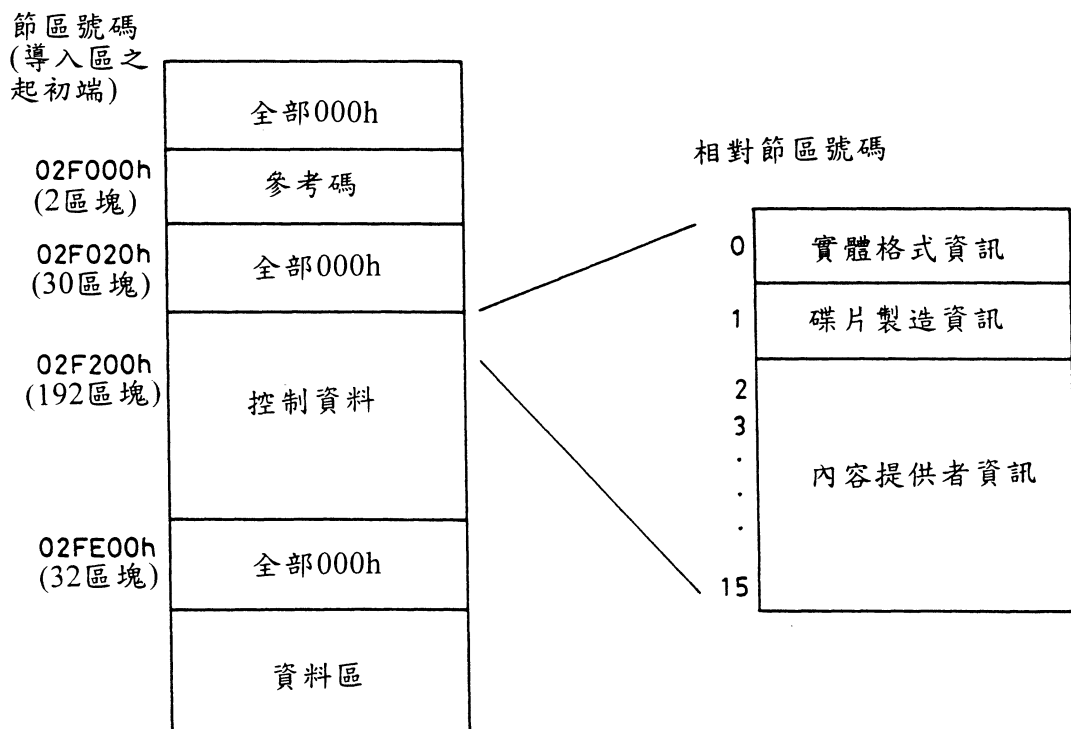 節區號碼
(導入區之
起初端)
全部000h
02F000h
(2區塊)
參考碼
02F020h
(30區塊)
全部000h
02F200h
(192區塊)
控制資料
02FE00h
(32區塊)
全部000h
資料區
相對節區號碼
0
實體格式資訊
1
碟片製造資訊
2
3
.
.
.
15
內容提供者資訊